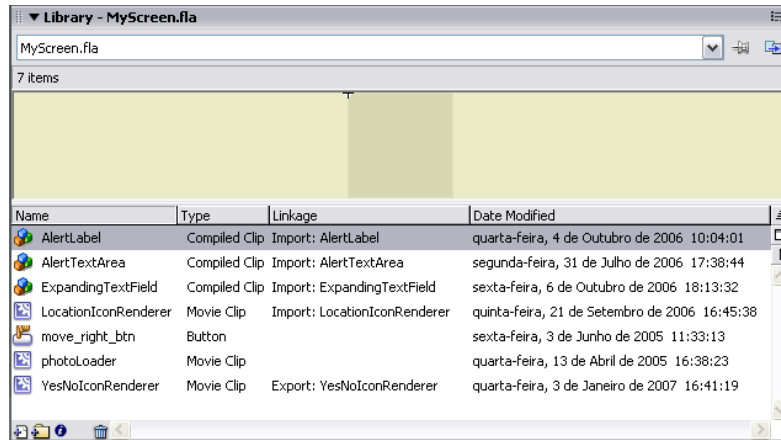 Library - MyScreen.fla
MyScreen.fla
7 items
Name Type Linkage Date Modified
AlertLabel Compiled Clip Import: AlertLabel quarta-feira, 4 de Outubro de 2006 10:04:01
AlertTextArea Compiled Clip Import: AlertTextArea segunda-feira, 31 de Julho de 2006 17:38:44
ExpandingTextField Compiled Clip Import: ExpandingTextField sexta-feira, 6 de Outubro de 2006 18:13:32
LocationIconRenderer Movie Clip Import: LocationIconRenderer quinta-feira, 21 de Setembro de 2006 16:45:38
move_right_btn Button sexta-feira, 3 de Junho de 2005 11:33:13
photoLoader Movie Clip quarta-feira, 13 de Abril de 2005 16:38:23
YesNoIconRenderer Movie Clip Export: YesNoIconRenderer quarta-feira, 3 de Janeiro de 2007 16:41:19